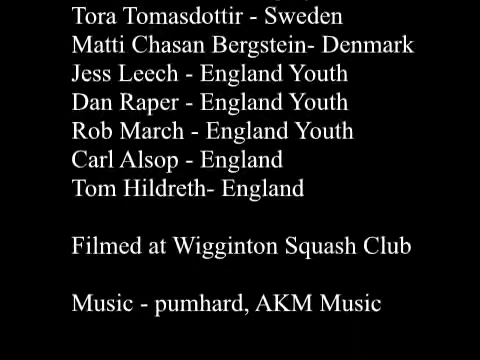 Tora Tomasdottir - Sweden
Matti Chasan Bergstein- Denmark
Jess Leech - England Youth
Dan Raper - England Youth
Rob March - England Youth
Carl Alsop - England
Tom Hildreth- England
Filmed at Wigginton Squash Club
Music - pumhard, AKM Music